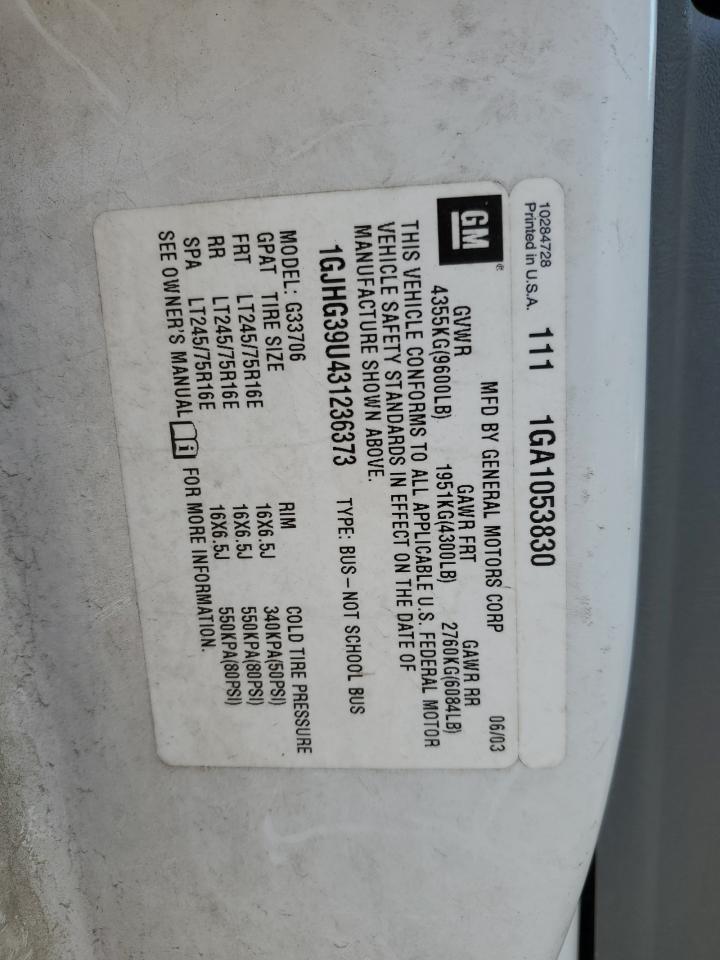 10284728
Printed in U.S.A. 111 1GA1053830
GM® MFD BY GENERAL MOTORS CORP 06/03
GVWR GAWR FRT GAWR RR
4355KG(9600LB) 1951KG(4300LB) 2760KG(6084LB)
THIS VEHICLE CONFORMS TO ALL APPLICABLE U.S. FEDERAL MOTOR
VEHICLE SAFETY STANDARDS IN EFFECT ON THE DATE OF
MANUFACTURE SHOWN ABOVE.
1GJHG39U431236373 TYPE: BUS–NOT SCHOOL BUS
MODEL: G33706
GPAT TIRE SIZE RIM COLD TIRE PRESSURE
FRT LT245/75R16E 16X6.5J 340KPA(50PSI)
RR LT245/75R16E 16X6.5J 550KPA(80PSI)
SPA LT245/75R16E 16X6.5J 550KPA(80PSI)
SEE OWNER'S MANUAL i FOR MORE INFORMATION.